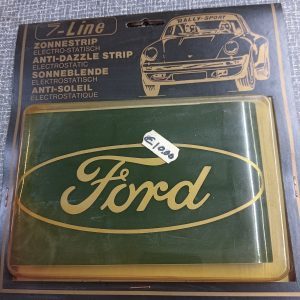 7-Line
RALLY-SPORT
ZONNESTRIP
ELECTRO-STATISCH
ANTI-DAZZLE STRIP
ELECTROSTATIC
SONNEBLENDE
ELEKTROSTATISCH
ANTI-SOLEIL
ELECTROSTATIQUE
€10,00
Ford